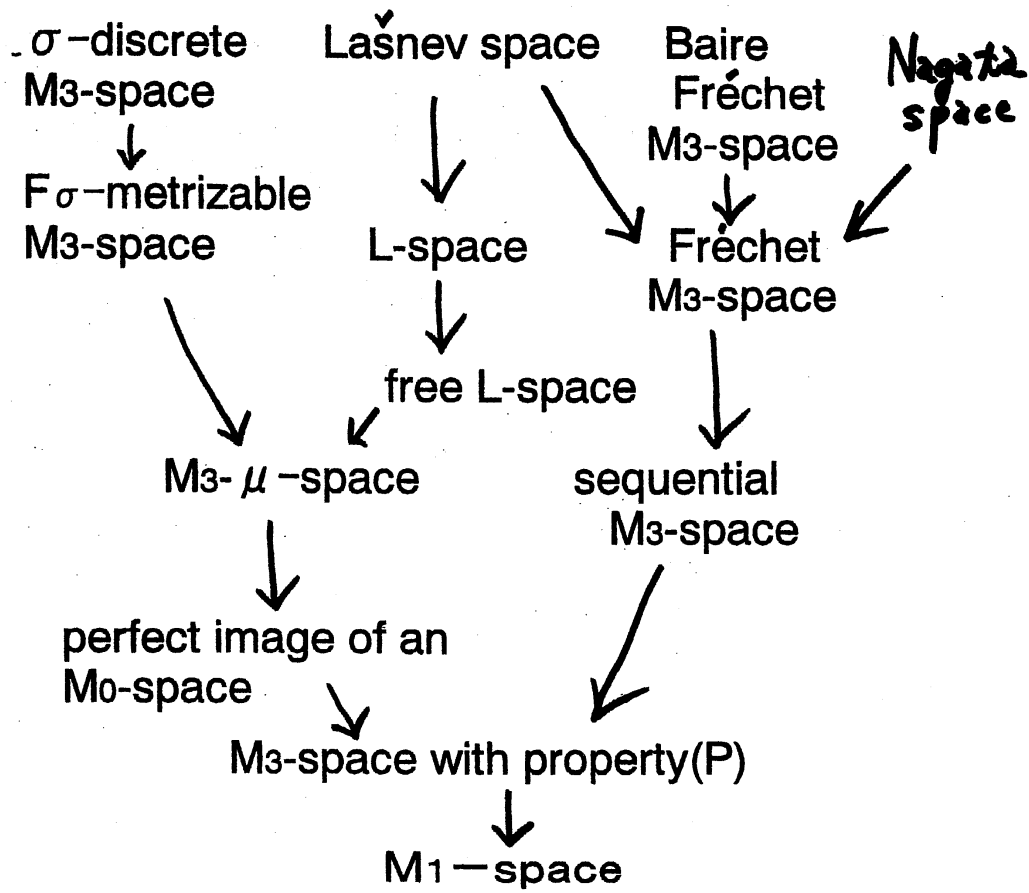 σ-discrete
M3-space
Lašnev space
Baire
Fréchet
M3-space
Nagata
space
Fσ-metrizable
M3-space
L-space
Fréchet
M3-space
free L-space
M3-μ-space
sequential
M3-space
perfect image of an
M0-space
M3-space with property(P)
M1-space